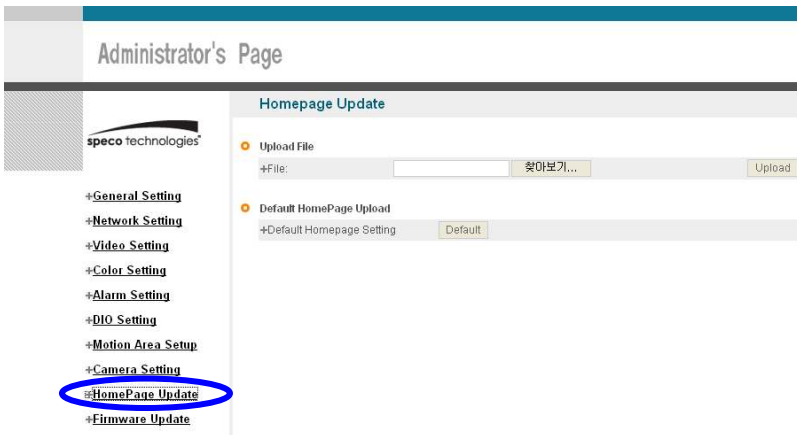 Administrator's Page
speco technologies
+General Setting
+Network Setting
+Video Setting
+Color Setting
+Alarm Setting
+DIO Setting
+Motion Area Setup
+Camera Setting
+HomePage Update
+Firmware Update
Homepage Update
Upload File
+File: 찾아보기... Upload
Default HomePage Upload
+Default Homepage Setting Default